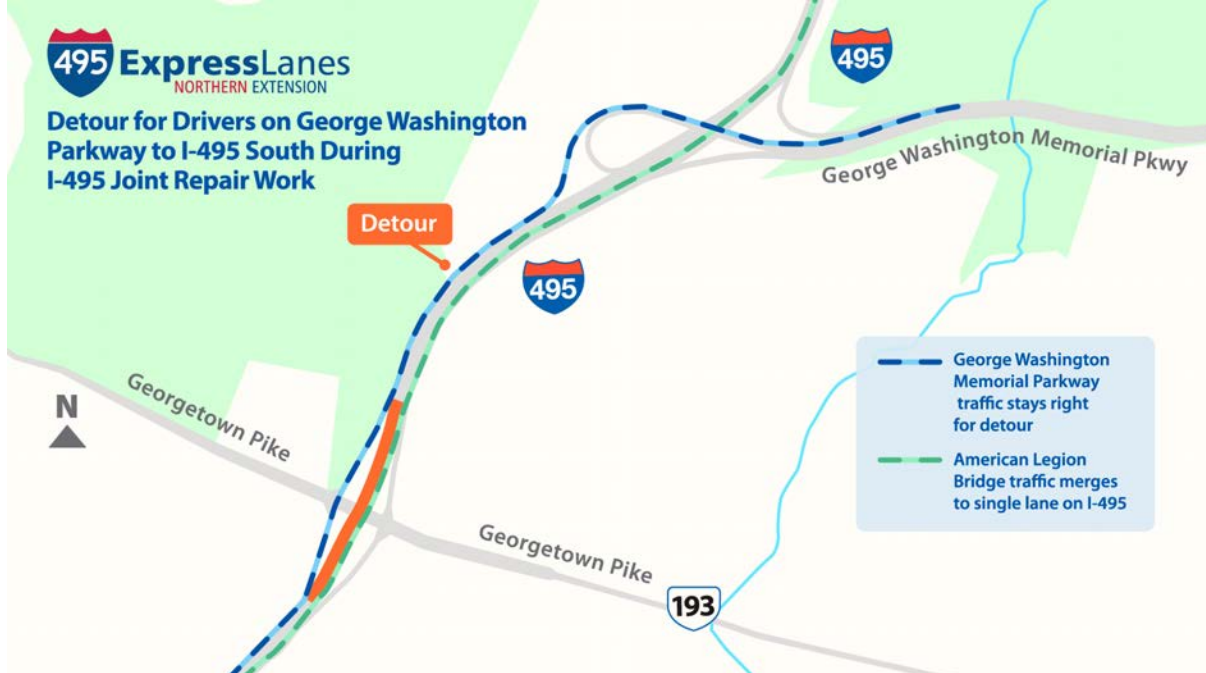 495 ExpressLanes
NORTHERN EXTENSION
Detour for Drivers on George Washington
Parkway to I-495 South During
I-495 Joint Repair Work
495
George Washington Memorial Pkwy
Detour
495
George Washington
Memorial Parkway
traffic stays right
for detour
American Legion
Bridge traffic merges
to single lane on I-495
N
Georgetown Pike
Georgetown Pike
193